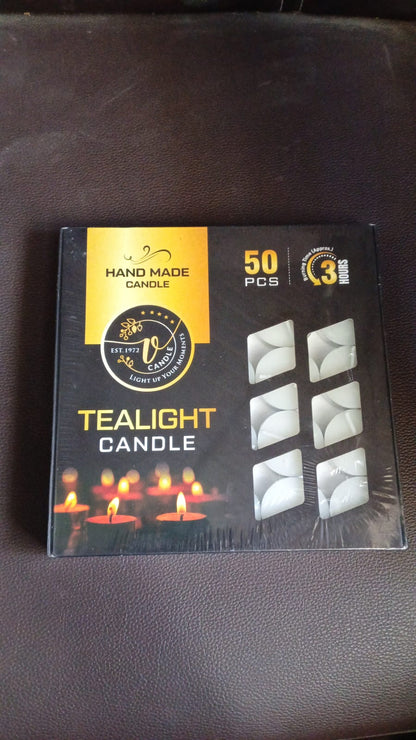 HAND MADE
CANDLE
50
PCS
Burning Time (Approx.)
3
HOURS
EST. 1972
V
CANDLE
LIGHT UP YOUR MOMENTS
TEALIGHT
CANDLE